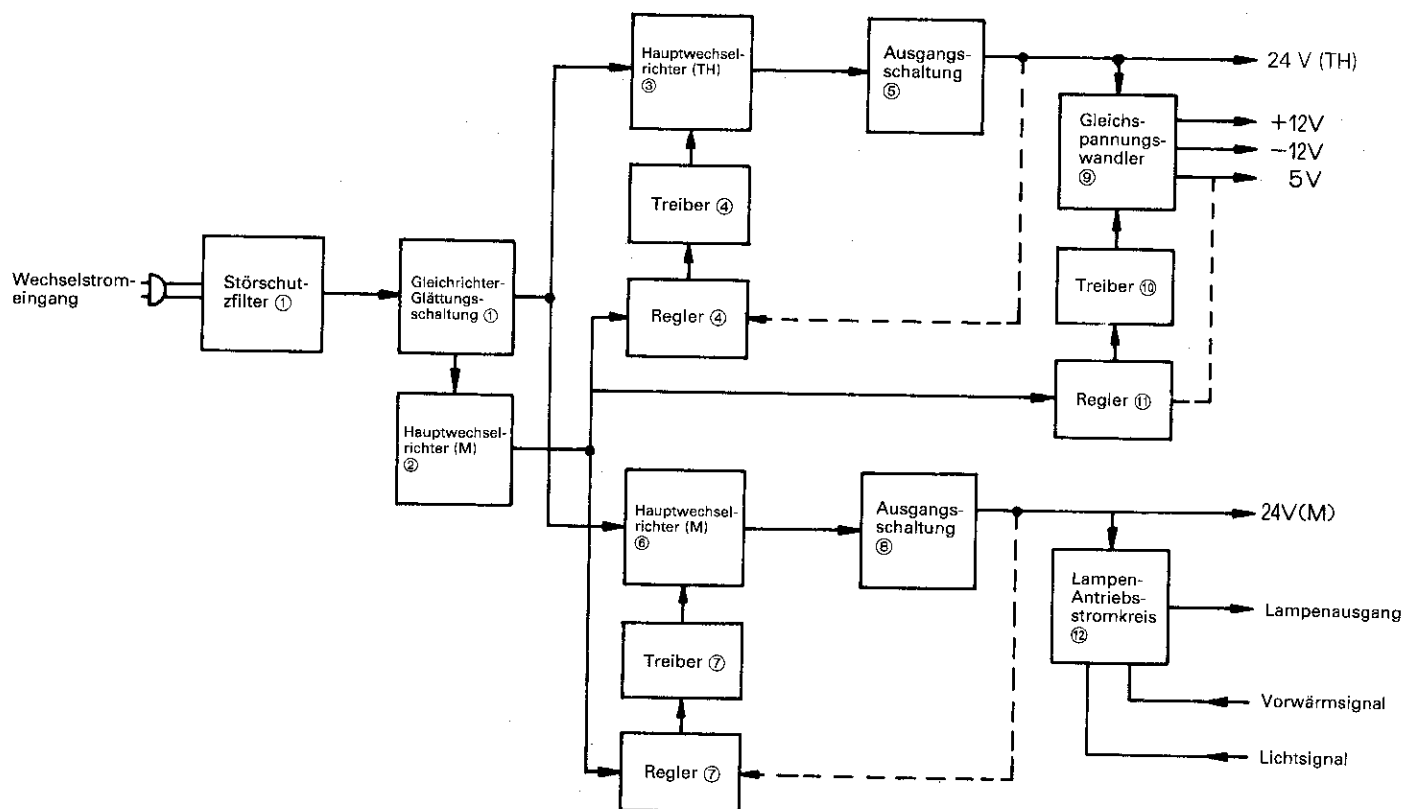 Hauptwechsel-
richter (TH)
③
Ausgangs-
schaltung
⑤
24 V (TH)
Gleichs-
pannungs-
wandler
⑨
+12V
−12V
5V
Treiber ④
Wechselstrom-
eingang
Störschut-
zfilter ①
Gleichrichter-
Glättungs-
schaltung ①
Regler ④
Treiber ⑩
Regler ⑪
Hauptwechsel-
richter (M)
②
Hauptwechsel-
richter (M)
⑥
Ausgangs-
schaltung
⑧
24V(M)
Lampen-
Antriebs-
stromkreis
⑫
Lampenausgang
Treiber ⑦
Vorwärmsignal
Regler ⑦
Lichtsignal